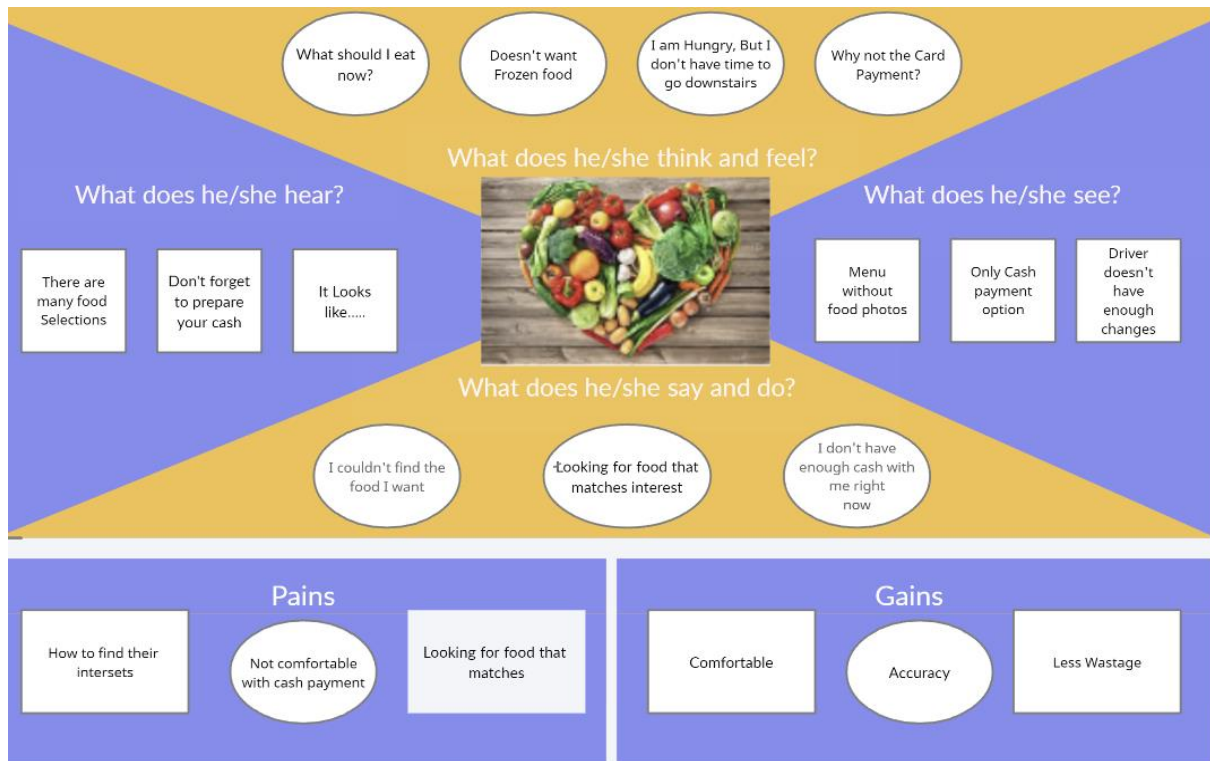 What should I eat
now?
Doesn't want
Frozen food
I am Hungry, But I
don't have time to
go downstairs
Why not the Card
Payment?
What does he/she think and feel?
What does he/she hear?
There are
many food
Selections
Don't forget
to prepare
your cash
It Looks
like.....
What does he/she see?
Menu
without
food photos
Only Cash
payment
option
Driver
doesn't
have
enough
changes
What does he/she say and do?
I couldn't find the
food I want
Looking for food that
matches interest
I don't have
enough cash with
me right
now
Pains
How to find their
intersets
Not comfortable
with cash payment
Looking for food that
matches
Gains
Comfortable
Accuracy
Less Wastage